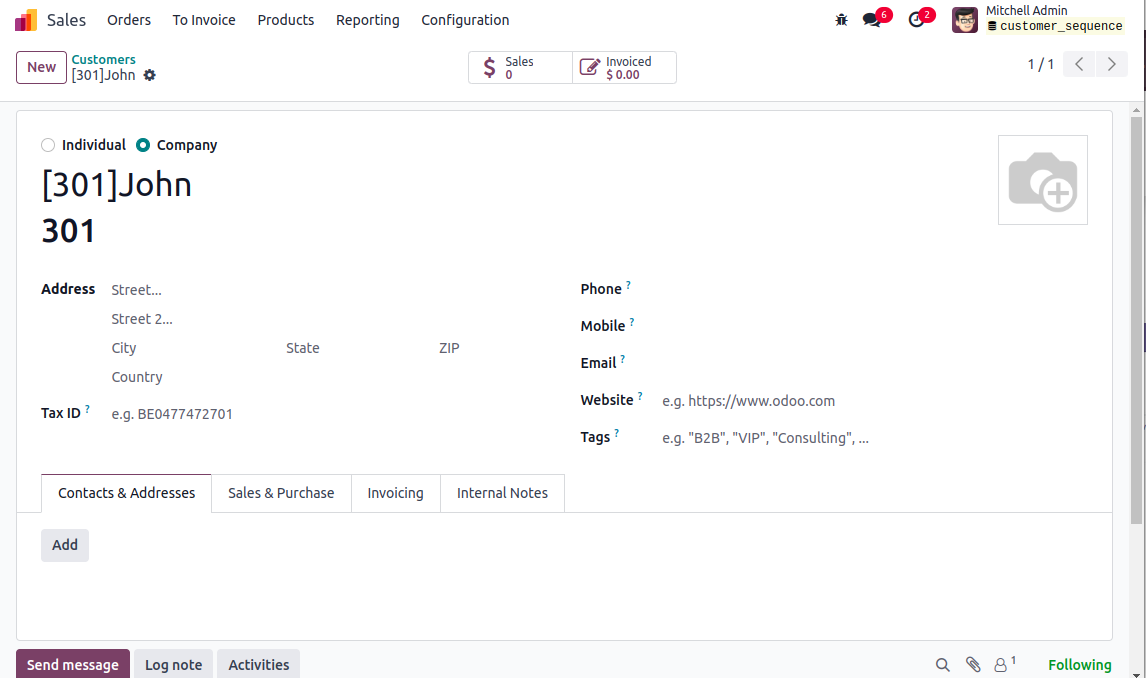 Sales Orders To Invoice Products Reporting Configuration 6 2 Mitchell Admin
customer_sequence
New Customers
[301]John
Sales
0
Invoiced
$ 0.00
1 / 1
Individual Company
[301]John
301
Address Street...
Street 2...
City State ZIP
Country
Tax ID ? e.g. BE0477472701
Phone ?
Mobile ?
Email ?
Website ? e.g. https://www.odoo.com
Tags ? e.g. "B2B", "VIP", "Consulting", ...
Contacts & Addresses Sales & Purchase Invoicing Internal Notes
Add
Send message Log note Activities 1 Following